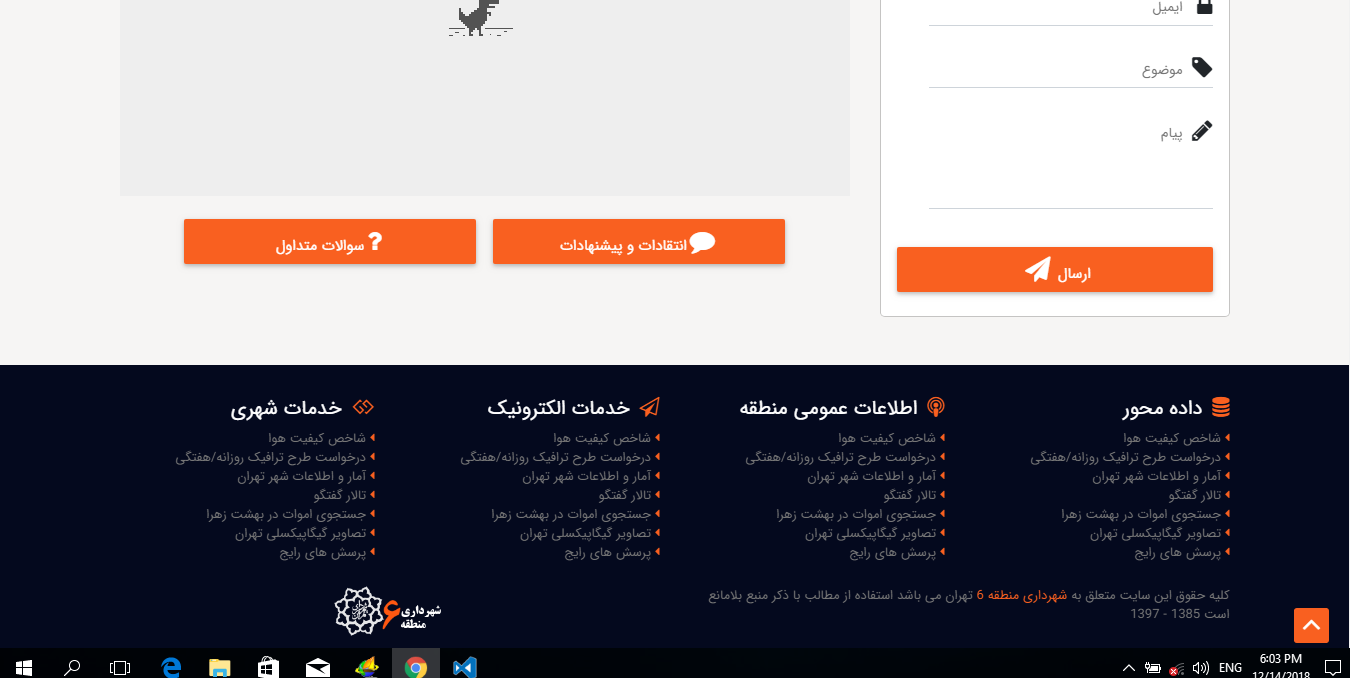 ایمیل
موضوع
پیام
ارسال
انتقادات و پیشنهادات
سوالات متداول
داده محور
شاخص کیفیت هوا
درخواست طرح ترافیک روزانه/هفتگی
آمار و اطلاعات شهر تهران
تالار گفتگو
جستجوی اموات در بهشت زهرا
تصاویر گیگاپیکسلی تهران
پرسش های رایج
اطلاعات عمومی منطقه
شاخص کیفیت هوا
درخواست طرح ترافیک روزانه/هفتگی
آمار و اطلاعات شهر تهران
تالار گفتگو
جستجوی اموات در بهشت زهرا
تصاویر گیگاپیکسلی تهران
پرسش های رایج
خدمات الکترونیک
شاخص کیفیت هوا
درخواست طرح ترافیک روزانه/هفتگی
آمار و اطلاعات شهر تهران
تالار گفتگو
جستجوی اموات در بهشت زهرا
تصاویر گیگاپیکسلی تهران
پرسش های رایج
خدمات شهری
شاخص کیفیت هوا
درخواست طرح ترافیک روزانه/هفتگی
آمار و اطلاعات شهر تهران
تالار گفتگو
جستجوی اموات در بهشت زهرا
تصاویر گیگاپیکسلی تهران
پرسش های رایج
کلیه حقوق این سایت متعلق به شهرداری منطقه 6 تهران می باشد استفاده از مطالب با ذکر منبع بلامانع
است 1385 - 1397
شهرداری
منطقه ۶
ENG
6:03 PM
12/14/2018